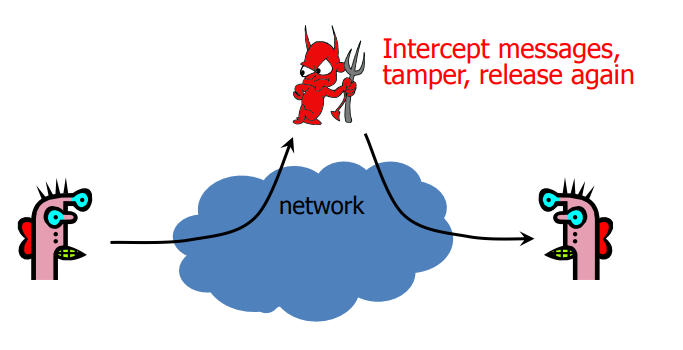 Intercept messages,
tamper, release again
network